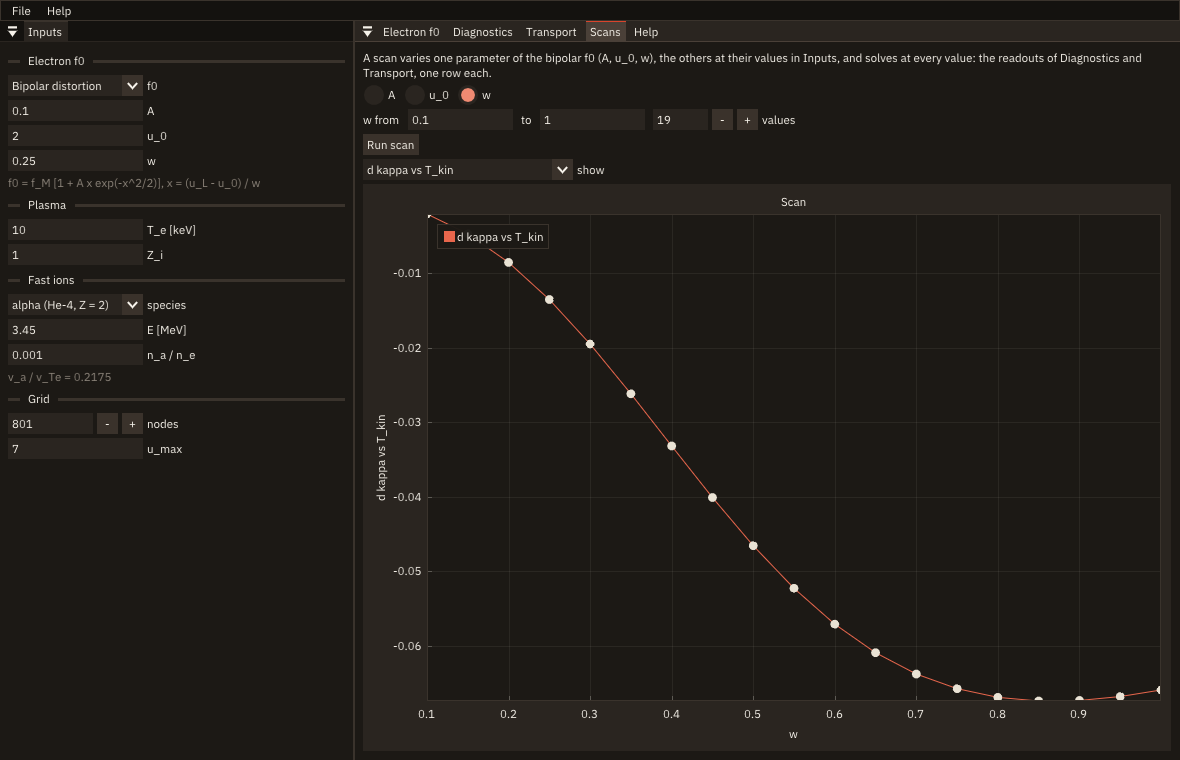 File Help
Inputs
Electron f0
Bipolar distortion f0
0.1 A
2 u_0
0.25 w
f0 = f_M [1 + A x exp(-x^2/2)], x = (u_L - u_0) / w
Plasma
10 T_e [keV]
1 Z_i
Fast ions
alpha (He-4, Z = 2) species
3.45 E [MeV]
0.001 n_a / n_e
v_a / v_Te = 0.2175
Grid
801 - + nodes
7 u_max
Electron f0 Diagnostics Transport Scans Help
A scan varies one parameter of the bipolar f0 (A, u_0, w), the others at their values in Inputs, and solves at every value: the readouts of Diagnostics and
Transport, one row each.
A u_0 w
w from 0.1 to 1 19 - + values
Run scan
d kappa vs T_kin show
Scan
d kappa vs T_kin
-0.01
-0.02
-0.03
-0.04
-0.05
-0.06
d kappa vs T_kin
0.1 0.2 0.3 0.4 0.5 0.6 0.7 0.8 0.9
w